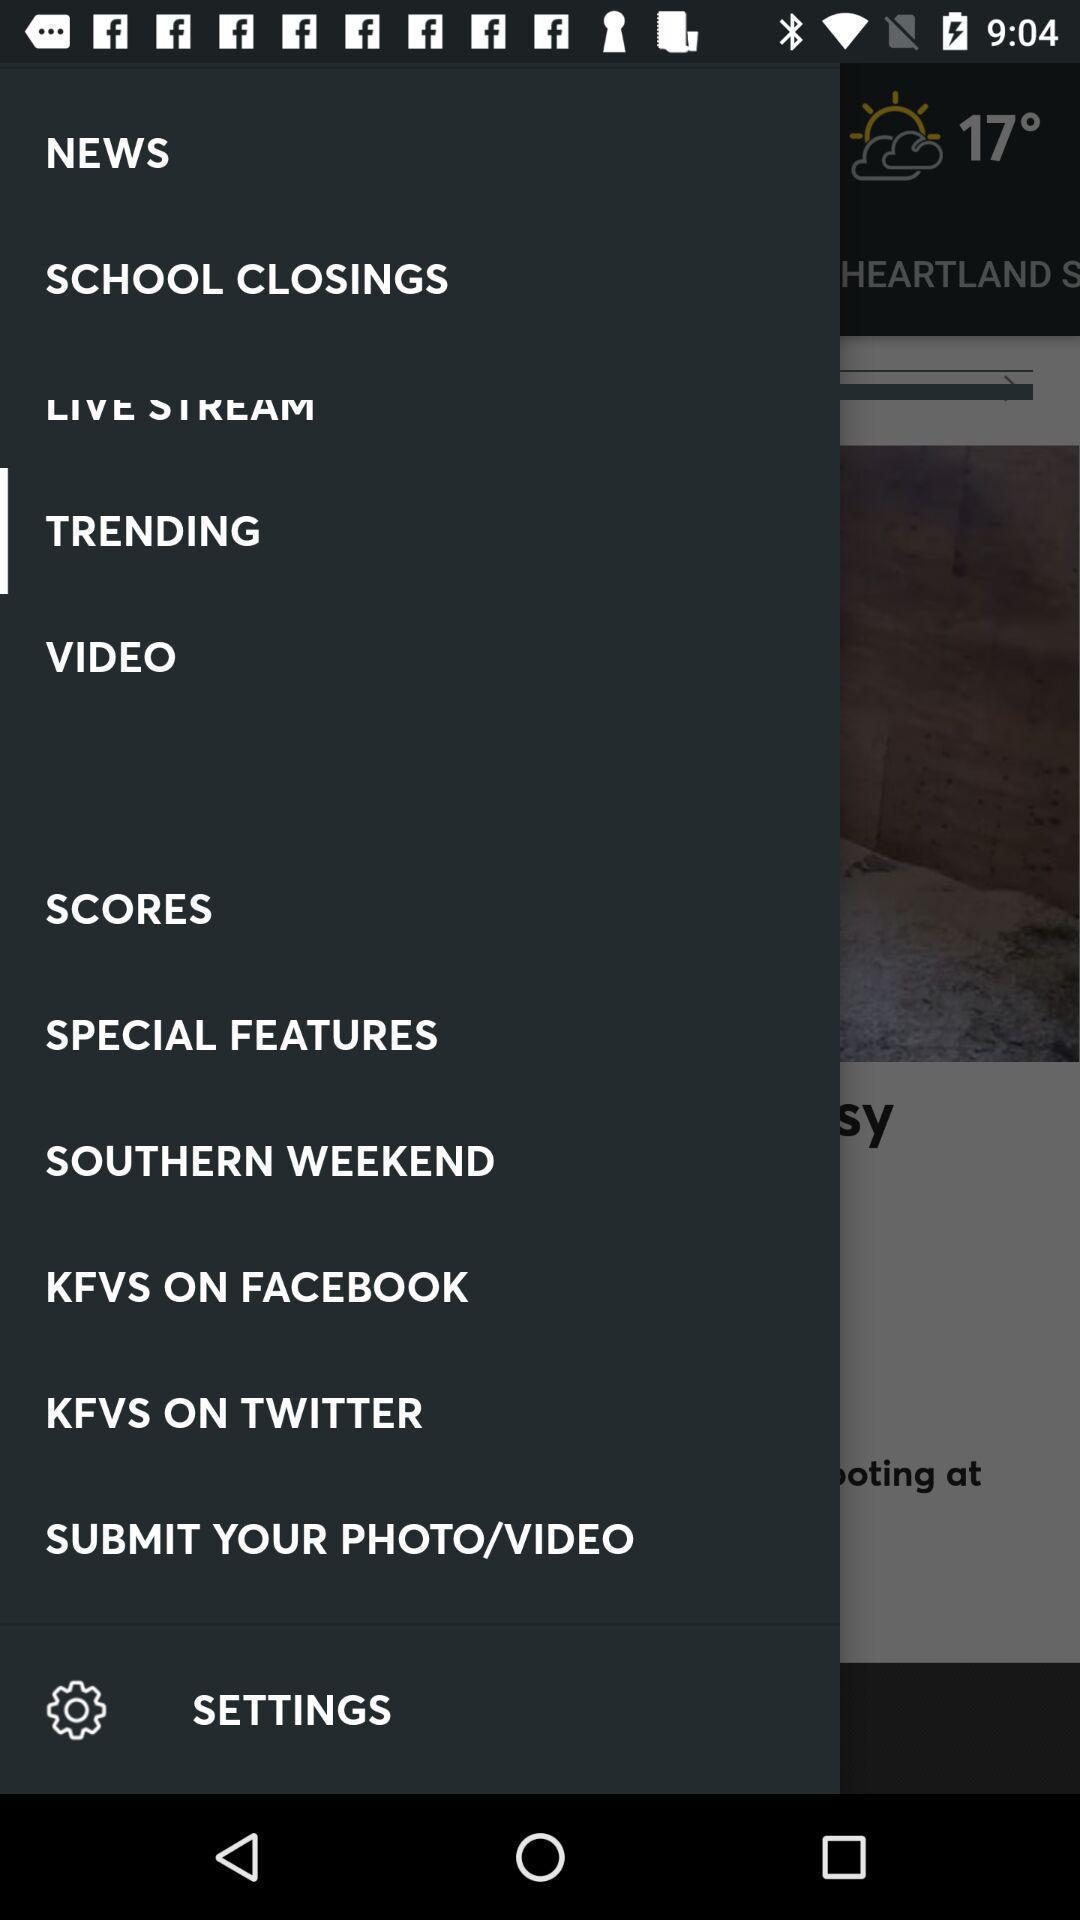 9:04
17°
NEWS
HEARTLAND S
SCHOOL CLOSINGS
LIVE STREAM
TRENDING
VIDEO
SCORES
SPECIAL FEATURES
sy
SOUTHERN WEEKEND
KFVS ON FACEBOOK
KFVS ON TWITTER
at
SUBMIT YOUR PHOTO/VIDEO
SETTINGS